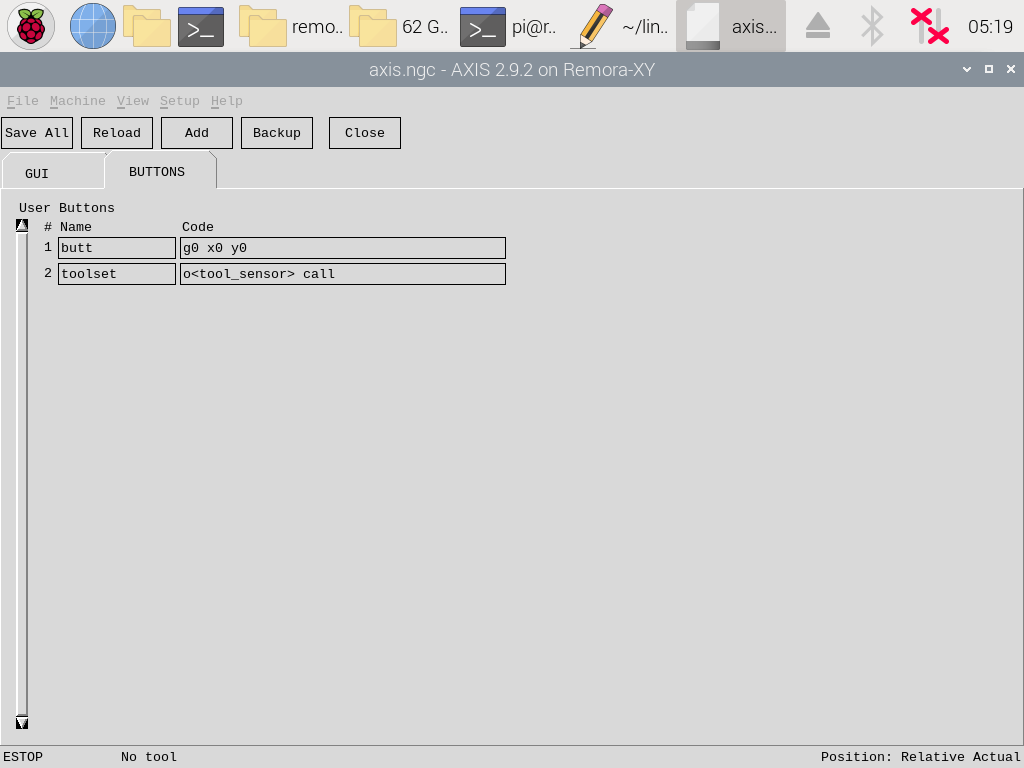 >_ remo.. 62 G.. >_ pi@r.. ~/lin.. axis... 05:19
axis.ngc - AXIS 2.9.2 on Remora-XY
File Machine View Setup Help
Save All Reload Add Backup Close
GUI BUTTONS
User Buttons
# Name Code
1 butt g0 x0 y0
2 toolset o<tool_sensor> call
ESTOP No tool Position: Relative Actual